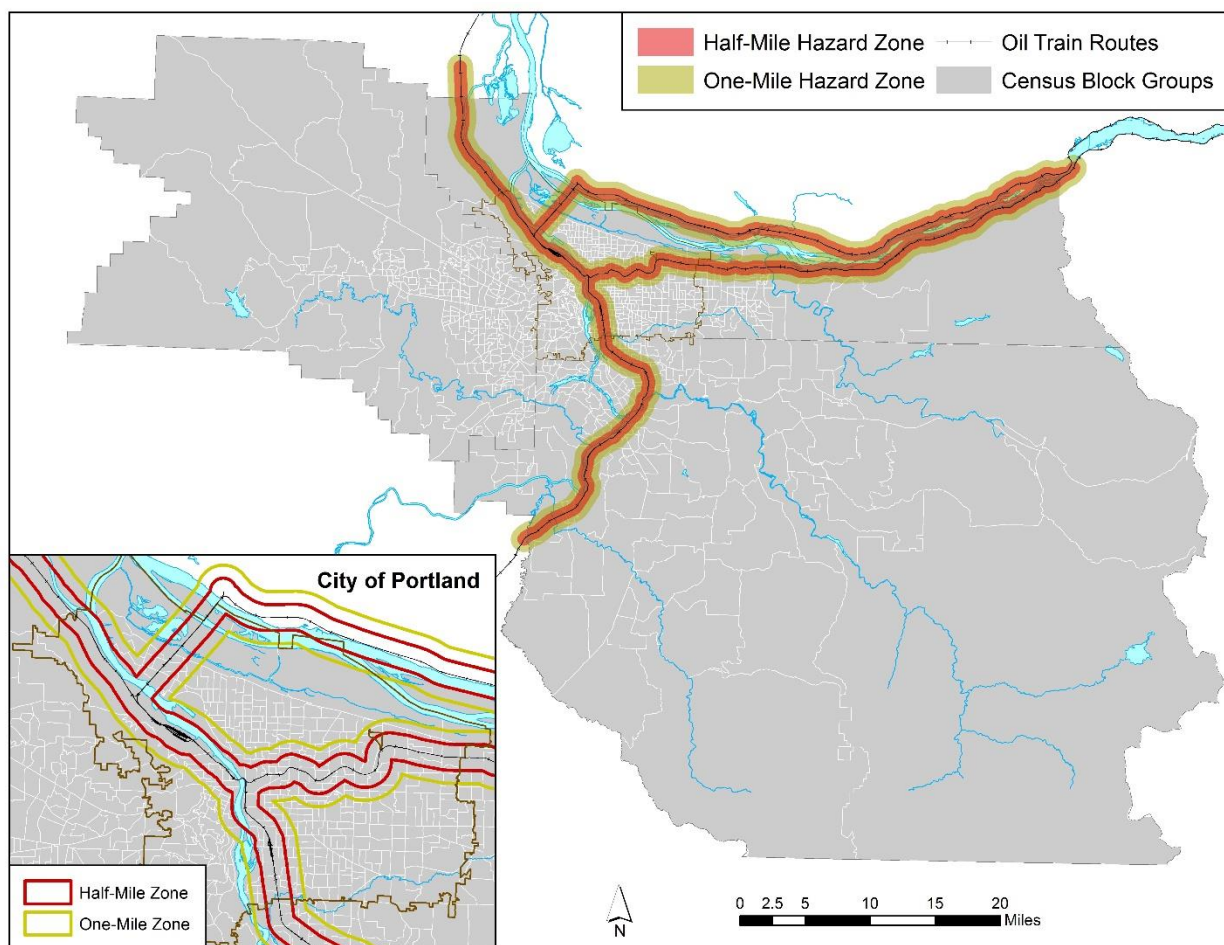 Half-Mile Hazard Zone
Oil Train Routes
One-Mile Hazard Zone
Census Block Groups
City of Portland
Half-Mile Zone
One-Mile Zone
N
0 2.5 5 10 15 20
Miles